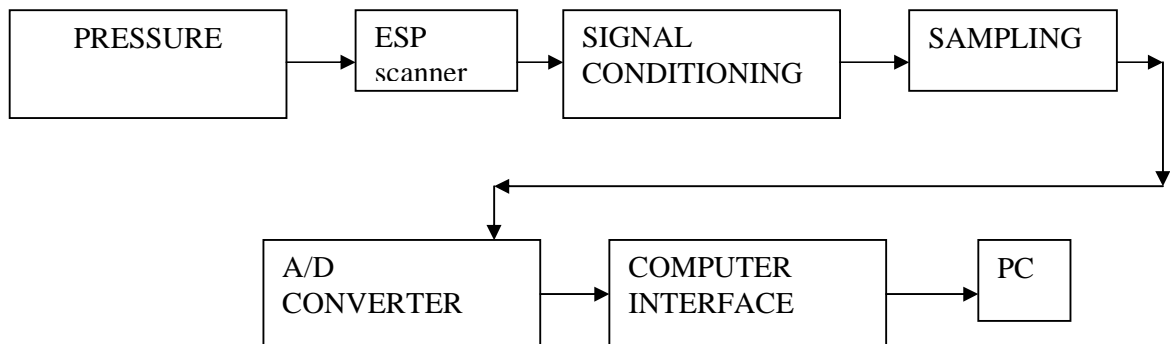 PRESSURE
ESP
scanner
SIGNAL
CONDITIONING
SAMPLING
A/D
CONVERTER
COMPUTER
INTERFACE
PC